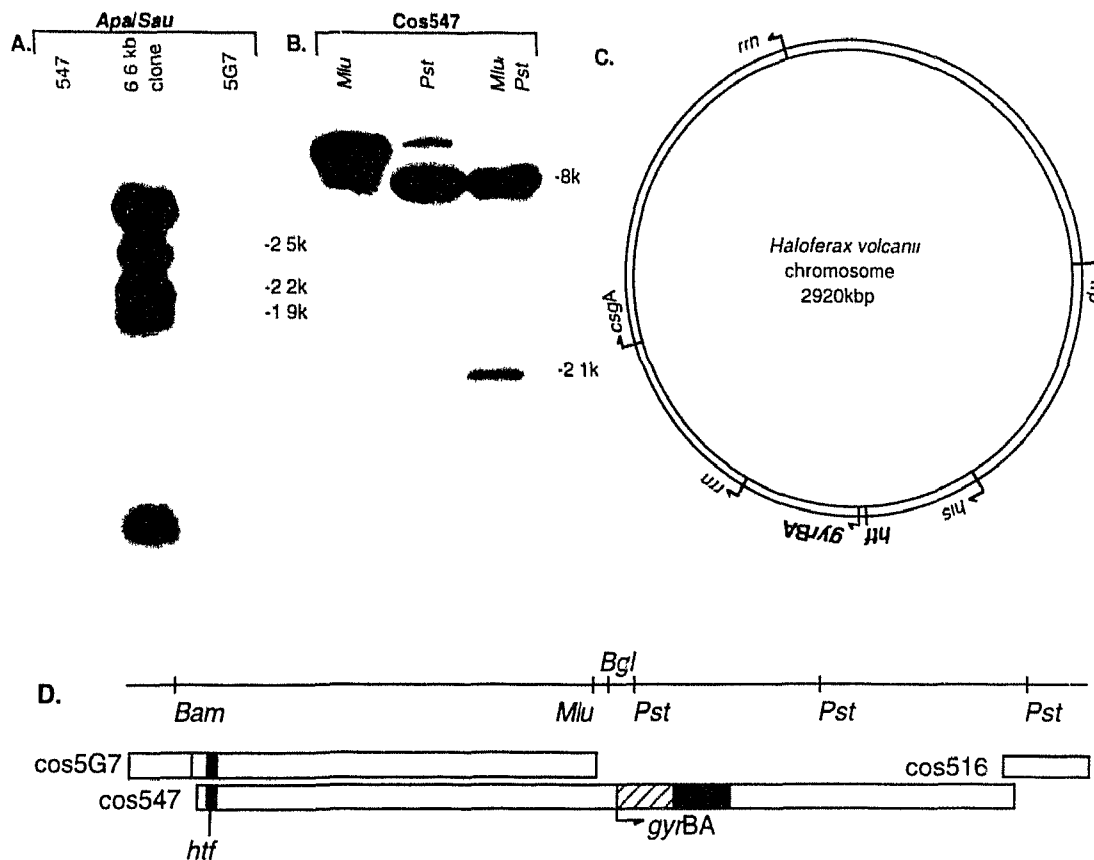 A.
Apa/Sau
547
6 6 kb
clone
5G7
-2 5k
-2 2k
-1 9k
B.
Cos547
Mlu
Pst
Mlu
Pst
-8k
-2 1k
C.
rrn
csgA
rrn
gyrBA
htf
his
Haloferax volcanii
chromosome
2920kbp
D.
Bgl
Bam
Mlu
Pst
Pst
Pst
cos5G7
cos516
cos547
gyrBA
htf